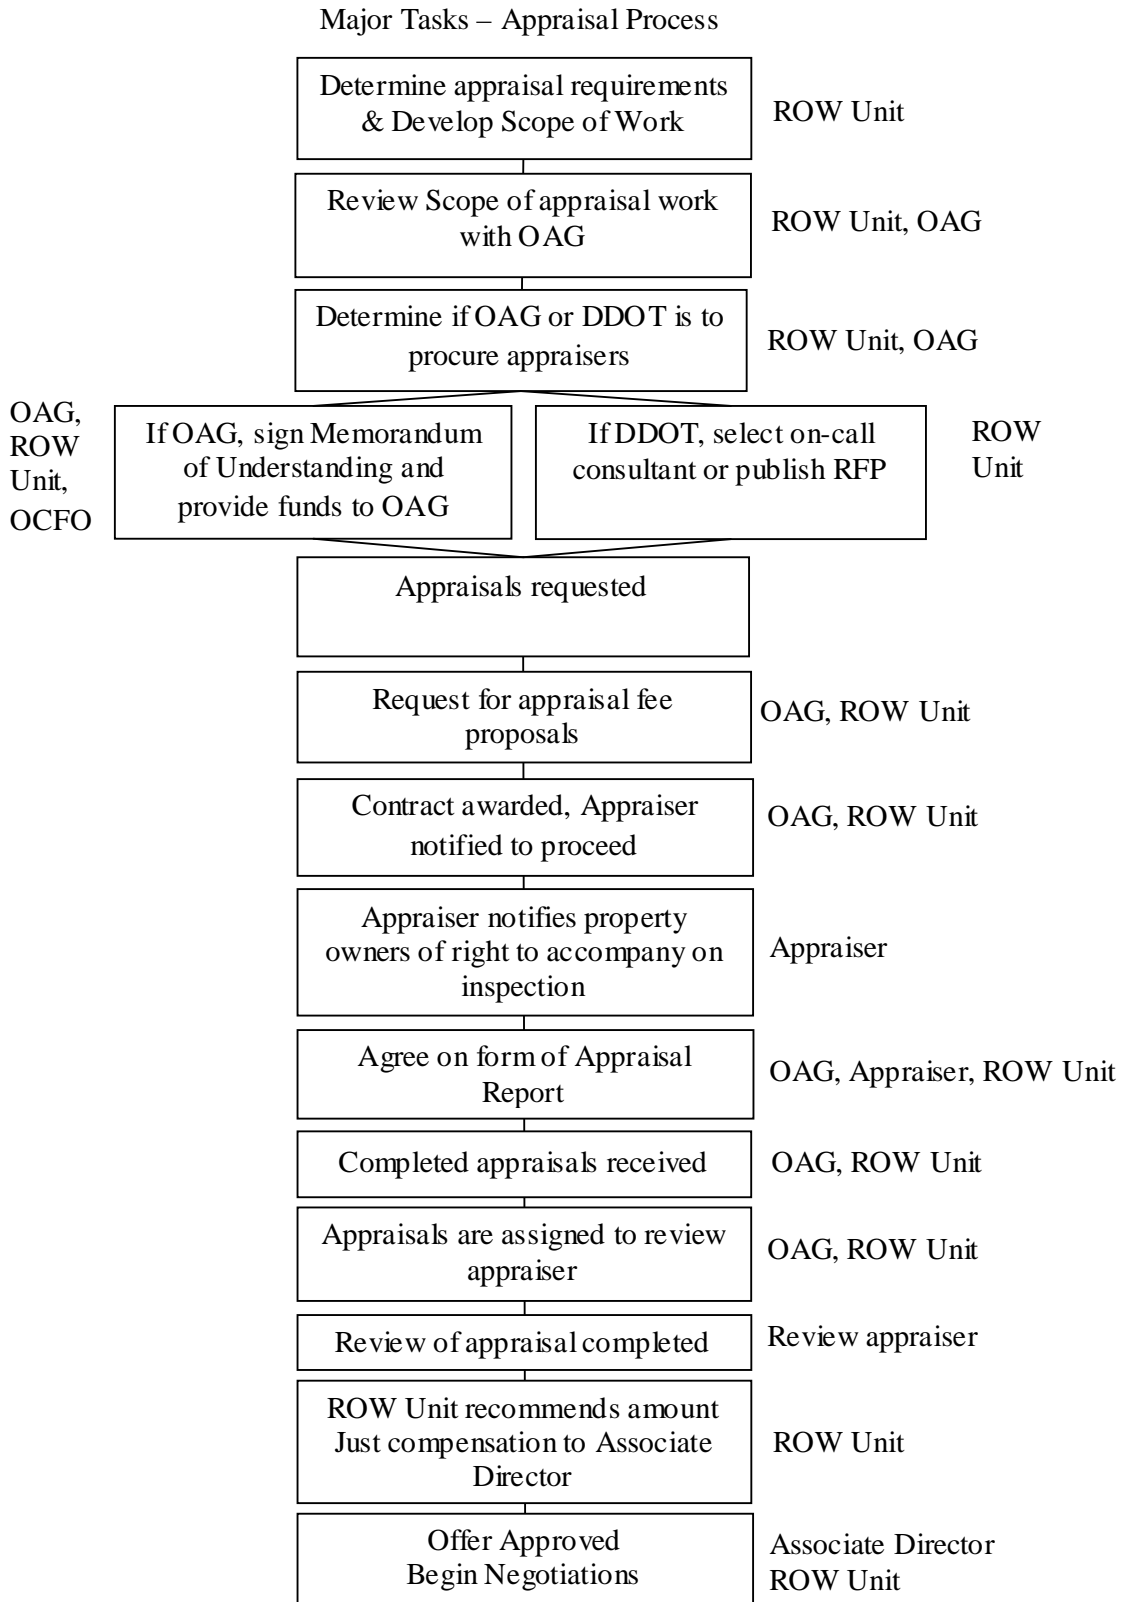 Major Tasks – Appraisal Process
Determine appraisal requirements
& Develop Scope of Work
ROW Unit
Review Scope of appraisal work
with OAG
ROW Unit, OAG
Determine if OAG or DDOT is to
procure appraisers
ROW Unit, OAG
OAG,
ROW
Unit,
OCFO
If OAG, sign Memorandum
of Understanding and
provide funds to OAG
If DDOT, select on-call
consultant or publish RFP
ROW
Unit
Appraisals requested
Request for appraisal fee
proposals
OAG, ROW Unit
Contract awarded, Appraiser
notified to proceed
OAG, ROW Unit
Appraiser notifies property
owners of right to accompany on
inspection
Appraiser
Agree on form of Appraisal
Report
OAG, Appraiser, ROW Unit
Completed appraisals received
OAG, ROW Unit
Appraisals are assigned to review
appraiser
OAG, ROW Unit
Review of appraisal completed
Review appraiser
ROW Unit recommends amount
Just compensation to Associate
Director
ROW Unit
Offer Approved
Begin Negotiations
Associate Director
ROW Unit